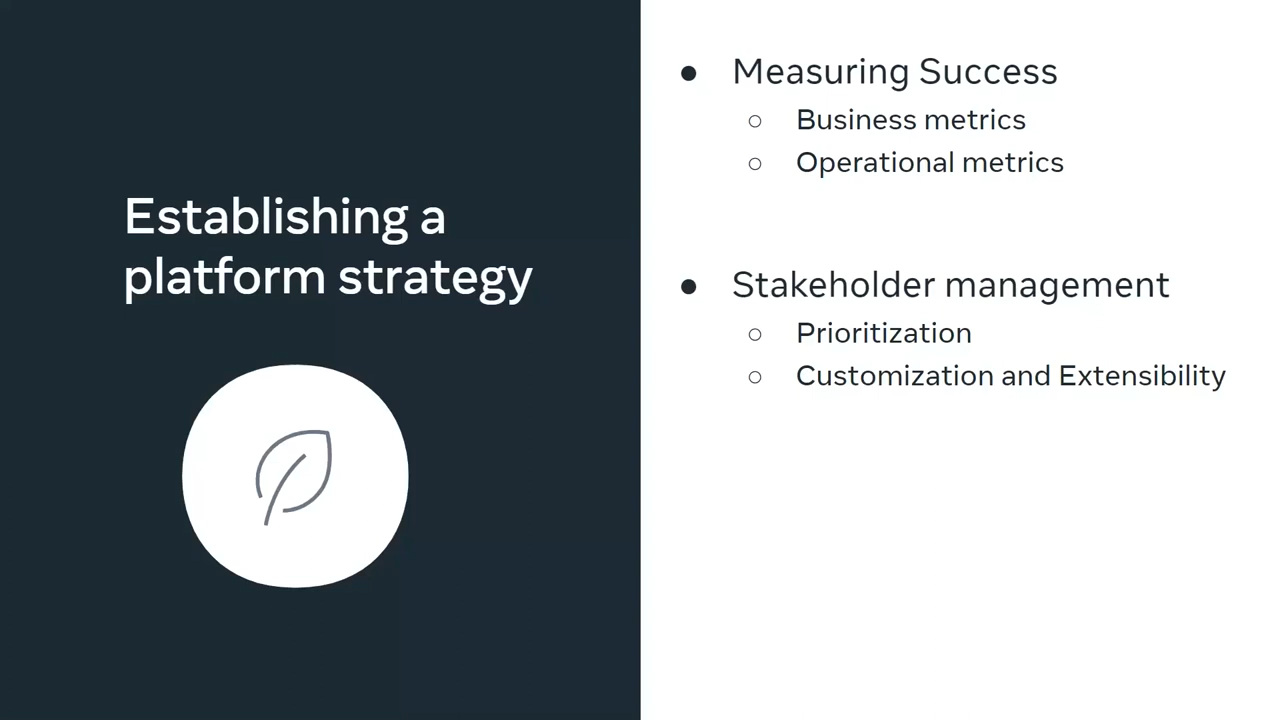 Establishing a
platform strategy
● Measuring Success
○ Business metrics
○ Operational metrics
● Stakeholder management
○ Prioritization
○ Customization and Extensibility